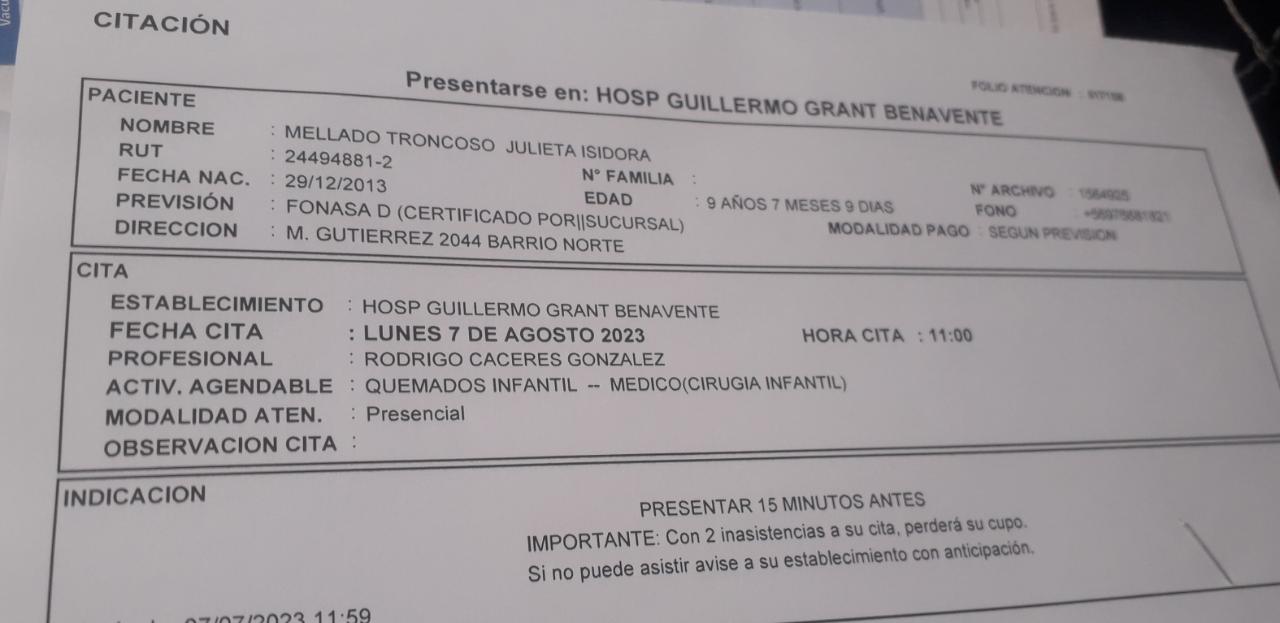 CITACIÓN
FOLIO ATENCION :
Presentarse en: HOSP GUILLERMO GRANT BENAVENTE
PACIENTE
NOMBRE : MELLADO TRONCOSO JULIETA ISIDORA
RUT : 24494881-2 N° FAMILIA :
FECHA NAC. : 29/12/2013 EDAD : 9 AÑOS 7 MESES 9 DIAS N° ARCHIVO : 1564925
PREVISIÓN : FONASA D (CERTIFICADO POR||SUCURSAL) FONO :
DIRECCION : M. GUTIERREZ 2044 BARRIO NORTE MODALIDAD PAGO : SEGUN PREVISION
CITA
ESTABLECIMIENTO : HOSP GUILLERMO GRANT BENAVENTE
FECHA CITA : LUNES 7 DE AGOSTO 2023 HORA CITA : 11:00
PROFESIONAL : RODRIGO CACERES GONZALEZ
ACTIV. AGENDABLE : QUEMADOS INFANTIL -- MEDICO(CIRUGIA INFANTIL)
MODALIDAD ATEN. : Presencial
OBSERVACION CITA :
INDICACION
PRESENTAR 15 MINUTOS ANTES
IMPORTANTE: Con 2 inasistencias a su cita, perderá su cupo.
Si no puede asistir avise a su establecimiento con anticipación.
07/07/2023 11:59